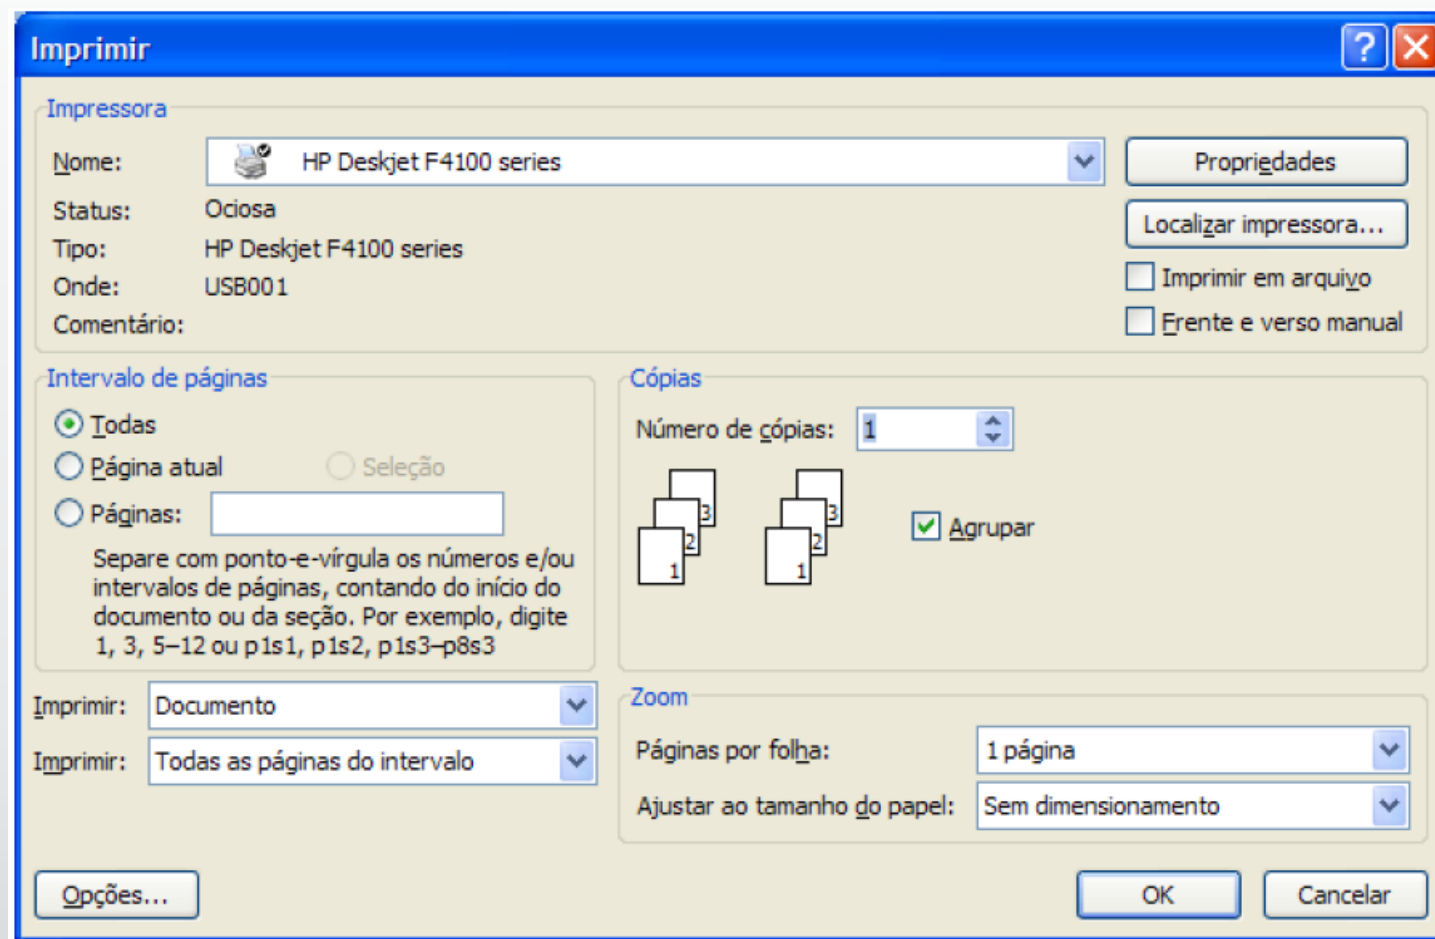 Imprimir
Impressora
Nome: HP Deskjet F4100 series Propriedades
Status: Ociosa Localizar impressora...
Tipo: HP Deskjet F4100 series
Onde: USB001 Imprimir em arquivo
Comentário: Frente e verso manual
Intervalo de páginas
Todas
Página atual Seleção
Páginas:
Separe com ponto-e-vírgula os números e/ou
intervalos de páginas, contando do início do
documento ou da seção. Por exemplo, digite
1, 3, 5–12 ou p1s1, p1s2, p1s3–p8s3
Cópias
Número de cópias: 1
3 3
2 2
1 1
Agrupar
Imprimir: Documento
Imprimir: Todas as páginas do intervalo
Zoom
Páginas por folha: 1 página
Ajustar ao tamanho do papel: Sem dimensionamento
Opções... OK Cancelar